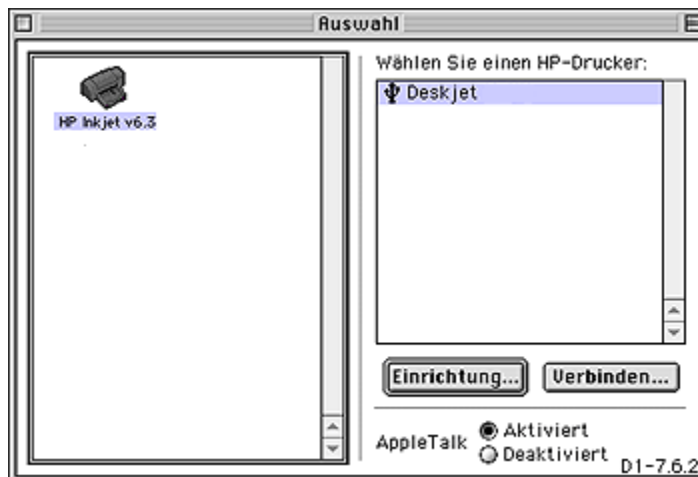 Auswahl
HP Inkjet v6.3
Wählen Sie einen HP-Drucker:
Deskjet
Einrichtung...
Verbinden...
AppleTalk
Aktiviert
Deaktiviert
D1-7.6.2